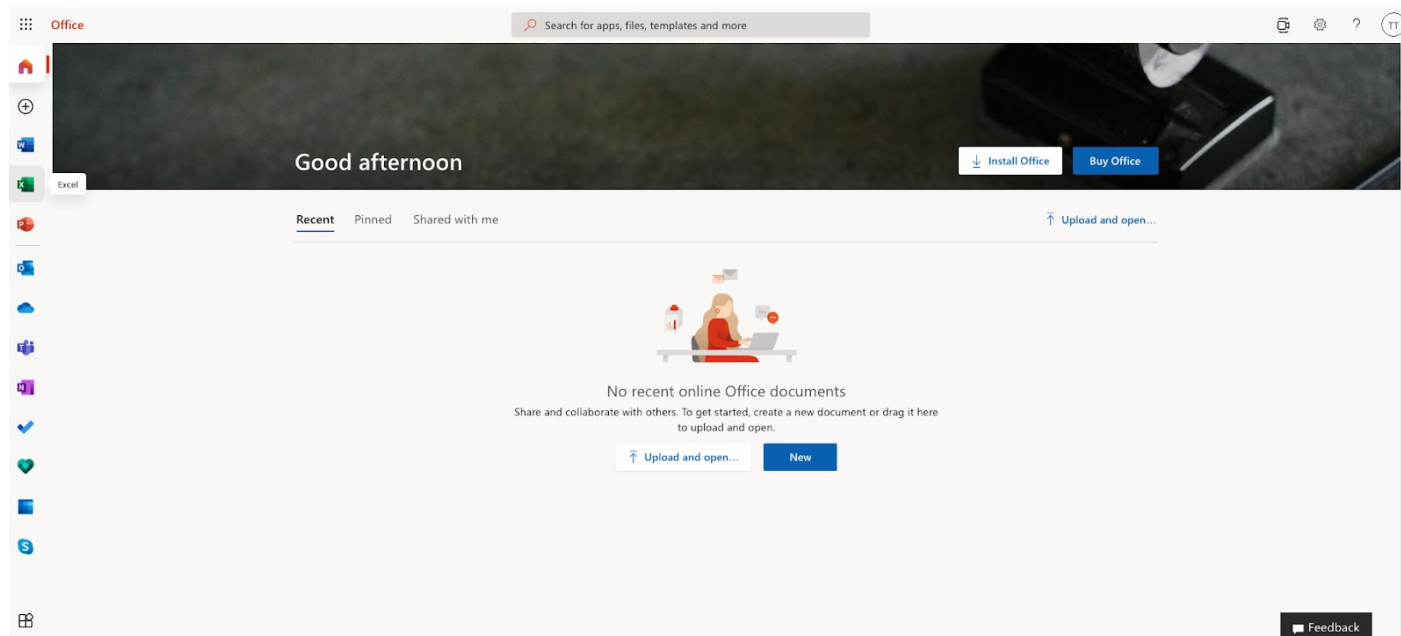 Office
Search for apps, files, templates and more
?
TT
Good afternoon
Install Office
Buy Office
Excel
Recent
Pinned
Shared with me
Upload and open...
No recent online Office documents
Share and collaborate with others. To get started, create a new document or drag it here
to upload and open.
Upload and open...
New
Feedback